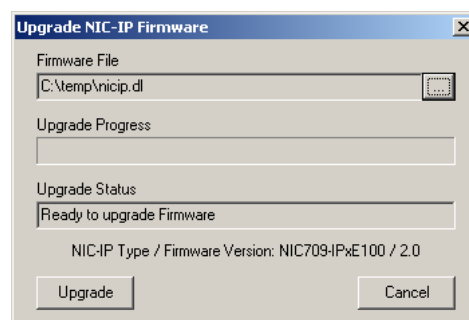 Upgrade NIC-IP Firmware
Firmware File
C:\temp\nicip.dl
...
Upgrade Progress
Upgrade Status
Ready to upgrade Firmware
NIC-IP Type / Firmware Version: NIC709-IPxE100 / 2.0
Upgrade Cancel